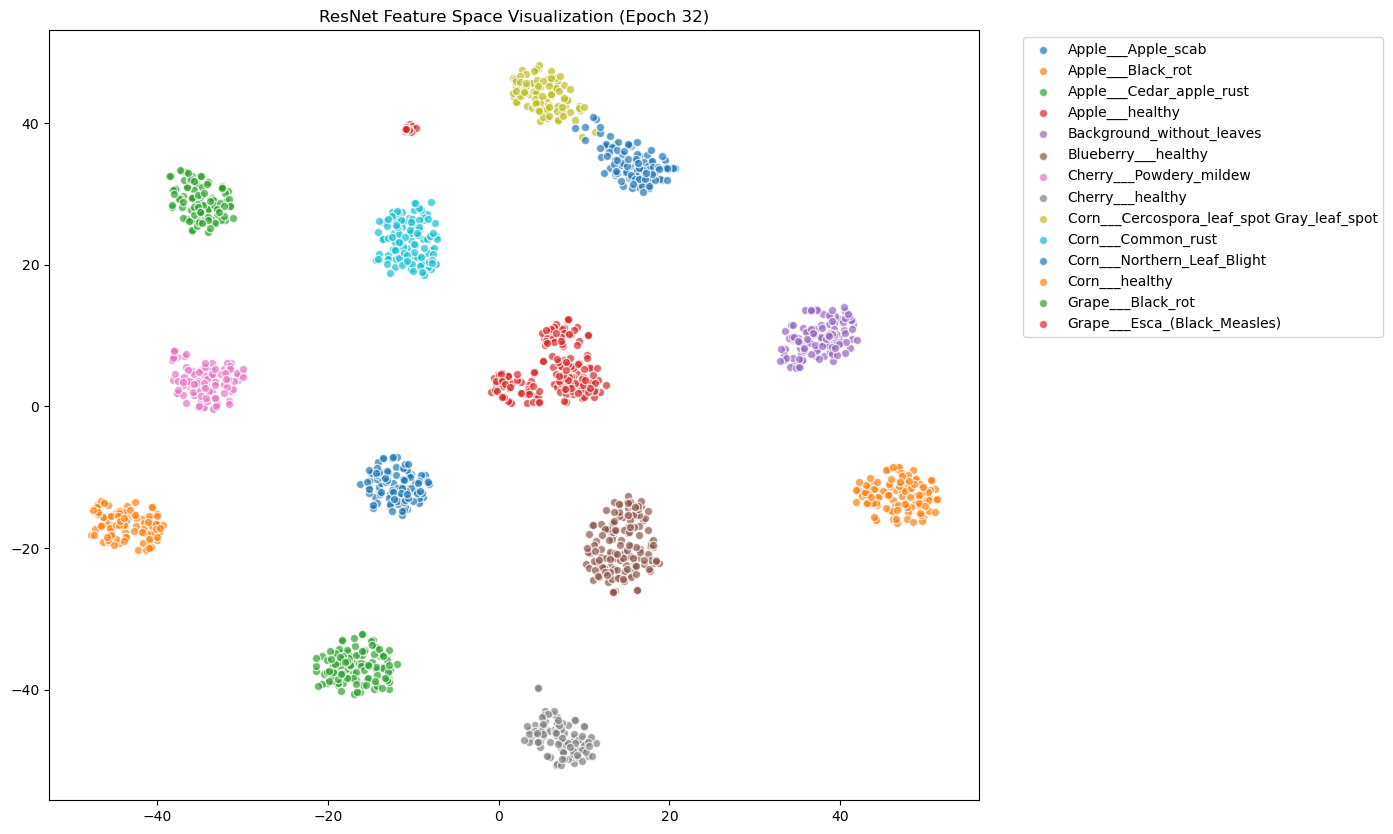 ResNet Feature Space Visualization (Epoch 32)
40
20
0
−20
−40
−40
−20
0
20
40
Apple___Apple_scab
Apple___Black_rot
Apple___Cedar_apple_rust
Apple___healthy
Background_without_leaves
Blueberry___healthy
Cherry___Powdery_mildew
Cherry___healthy
Corn___Cercospora_leaf_spot Gray_leaf_spot
Corn___Common_rust
Corn___Northern_Leaf_Blight
Corn___healthy
Grape___Black_rot
Grape___Esca_(Black_Measles)